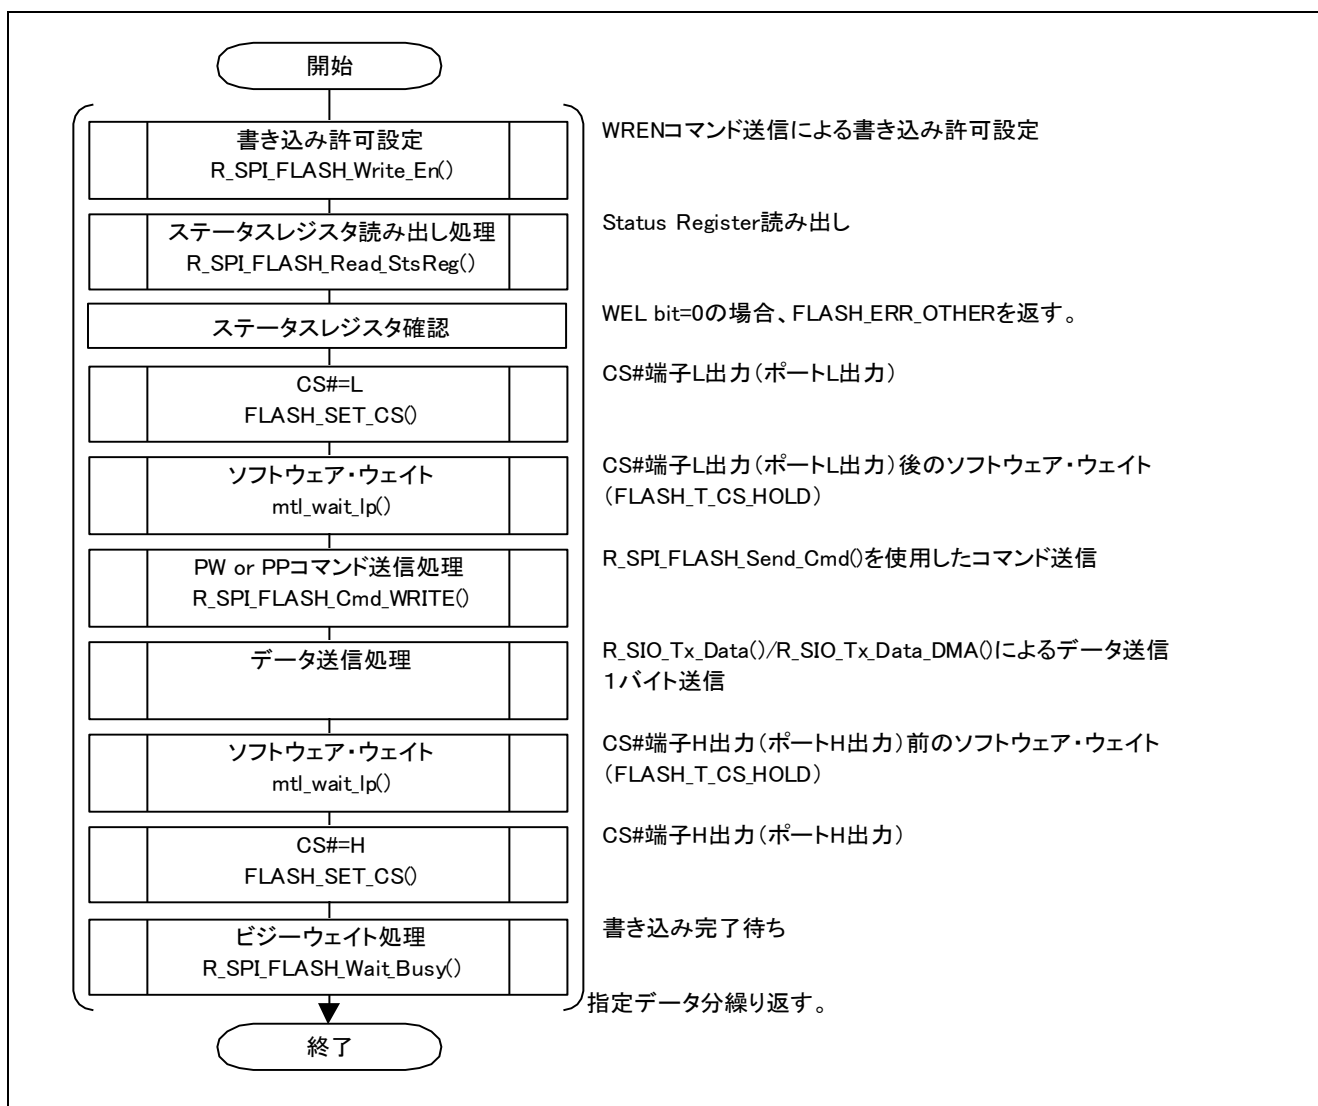 開始
書き込み許可設定
R_SPI_FLASH_Write_En()
WRENコマンド送信による書き込み許可設定
ステータスレジスタ読み出し処理
R_SPI_FLASH_Read_StsReg()
Status Register読み出し
ステータスレジスタ確認
WEL bit=0の場合、FLASH_ERR_OTHERを返す。
CS#=L
FLASH_SET_CS()
CS#端子L出力(ポートL出力)
ソフトウェア・ウェイト
mtl_wait_lp()
CS#端子L出力(ポートL出力)後のソフトウェア・ウェイト
(FLASH_T_CS_HOLD)
PW or PPコマンド送信処理
R_SPI_FLASH_Cmd_WRITE()
R_SPI_FLASH_Send_Cmd()を使用したコマンド送信
データ送信処理
R_SIO_Tx_Data()/R_SIO_Tx_Data_DMA()によるデータ送信
1バイト送信
ソフトウェア・ウェイト
mtl_wait_lp()
CS#端子H出力(ポートH出力)前のソフトウェア・ウェイト
(FLASH_T_CS_HOLD)
CS#=H
FLASH_SET_CS()
CS#端子H出力(ポートH出力)
ビジーウェイト処理
R_SPI_FLASH_Wait_Busy()
書き込み完了待ち
指定データ分繰り返す。
終了